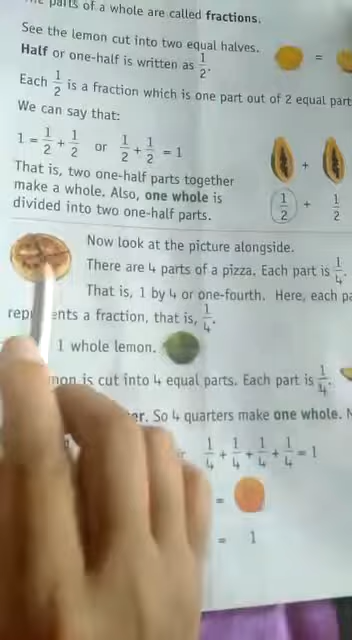 parts of a whole are called fractions.
See the lemon cut into two equal halves.
Half or one-half is written as 1/2.
=
Each 1/2 is a fraction which is one part out of 2 equal part
We can say that:
1 = 1/2 + 1/2 or 1/2 + 1/2 = 1
+
That is, two one-half parts together
make a whole. Also, one whole is
divided into two one-half parts.
1/2 + 1/2
Now look at the picture alongside.
There are 4 parts of a pizza. Each part is 1/4.
That is, 1 by 4 or one-fourth. Here, each
represents a fraction, that is, 1/4.
1 whole lemon.
is cut into 4 equal parts. Each part is 1/4.
So 4 quarters make one whole.
1/4 + 1/4 + 1/4 + 1/4 = 1
=
= 1